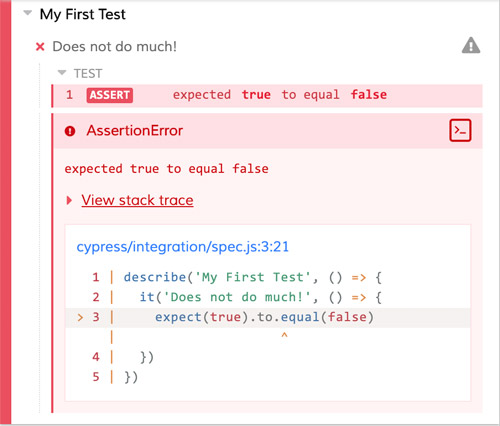 My First Test
Does not do much!
TEST
1 ASSERT expected true to equal false
AssertionError
>_
expected true to equal false
View stack trace
cypress/integration/spec.js:3:21
1 | describe('My First Test', () => {
2 |   it('Does not do much!', () => {
> 3 |     expect(true).to.equal(false)
|                     ^
4 |   })
5 | })